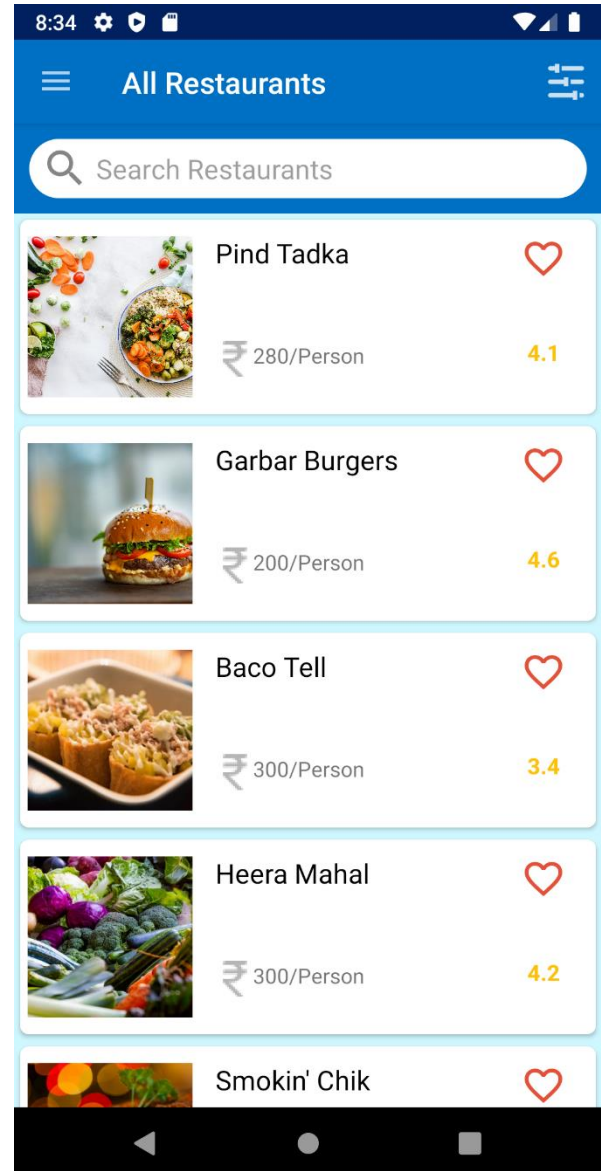 8:34
All Restaurants
Search Restaurants
Pind Tadka
₹ 280/Person
4.1
Garbar Burgers
₹ 200/Person
4.6
Baco Tell
₹ 300/Person
3.4
Heera Mahal
₹ 300/Person
4.2
Smokin' Chik